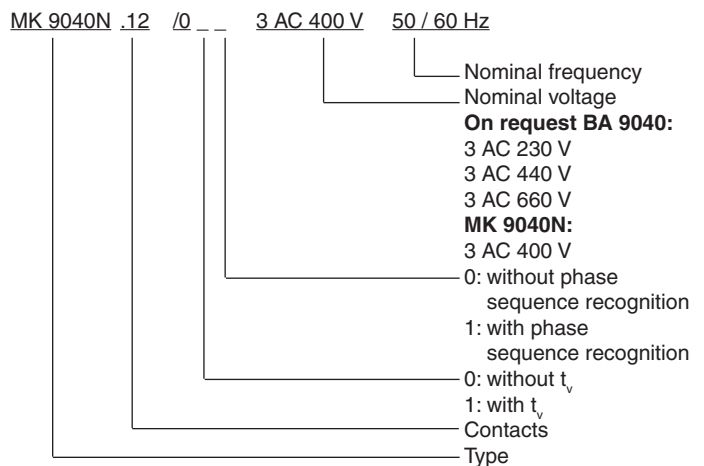 MK 9040N .12 /0 _ _ 3 AC 400 V 50 / 60 Hz
Nominal frequency
Nominal voltage
On request BA 9040:
3 AC 230 V
3 AC 440 V
3 AC 660 V
MK 9040N:
3 AC 400 V
0: without phase
sequence recognition
1: with phase
sequence recognition
0: without tv
1: with tv
Contacts
Type